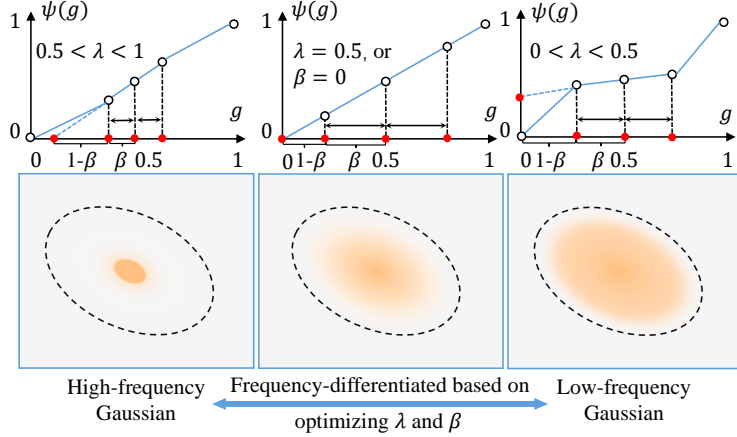 ψ(g)
1
0.5 < λ < 1
0
g
0
1-β
β
0.5
1
ψ(g)
1
λ = 0.5, or
β = 0
0
g
0
1-β
β
0.5
1
ψ(g)
1
0 < λ < 0.5
0
g
0
1-β
β
0.5
1
High-frequency
Gaussian
Frequency-differentiated based on
optimizing λ and β
Low-frequency
Gaussian